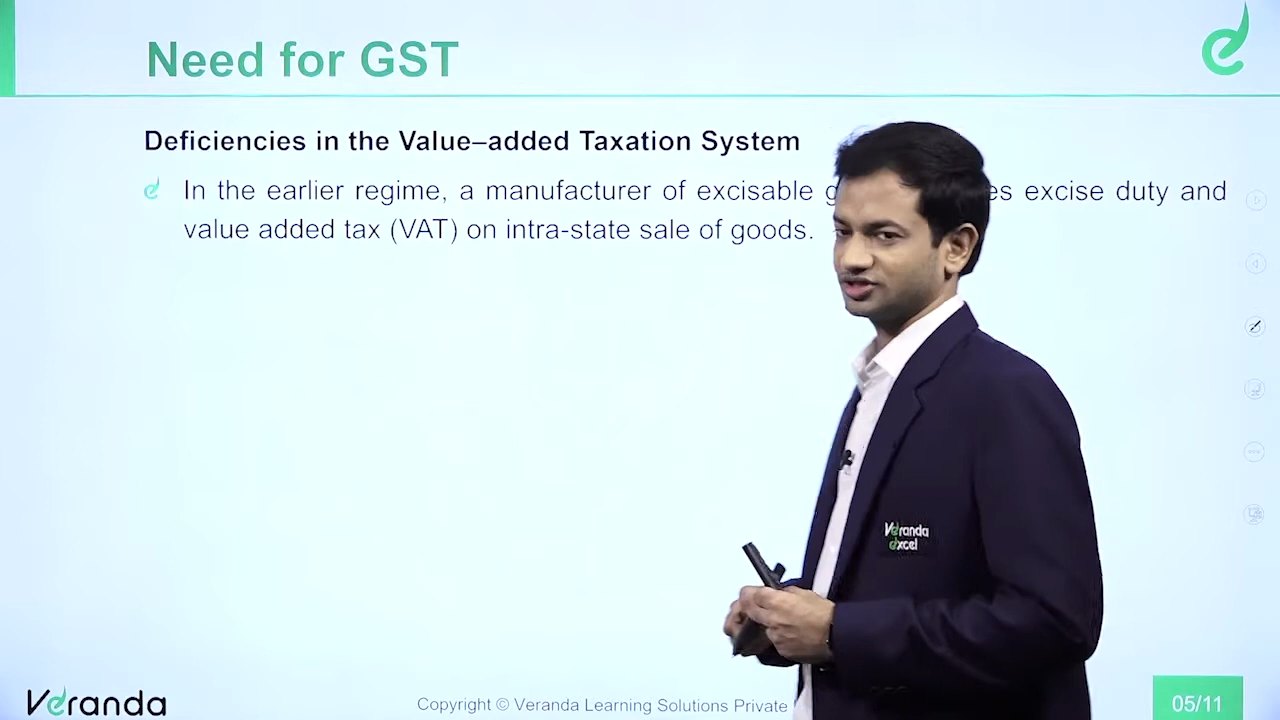 Need for GST
Deficiencies in the Value–added Taxation System
In the earlier regime, a manufacturer of excisable excise duty and
value added tax (VAT) on intra-state sale of goods.
Veranda
excel
Veranda
Copyright © Veranda Learning Solutions Private
05/11